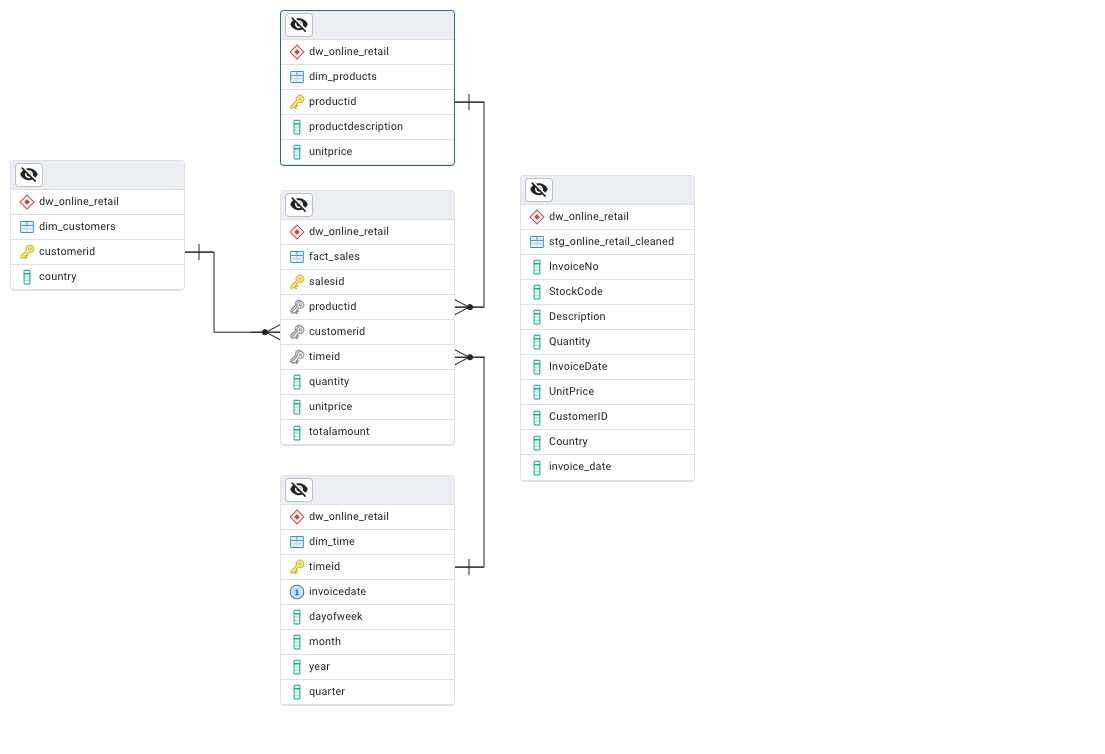 dw_online_retail
dim_products
productid
productdescription
unitprice
dw_online_retail
dim_customers
customerid
country
dw_online_retail
fact_sales
salesid
productid
customerid
timeid
quantity
unitprice
totalamount
dw_online_retail
stg_online_retail_cleaned
InvoiceNo
StockCode
Description
Quantity
InvoiceDate
UnitPrice
CustomerID
Country
invoice_date
dw_online_retail
dim_time
timeid
1 invoicedate
dayofweek
month
year
quarter